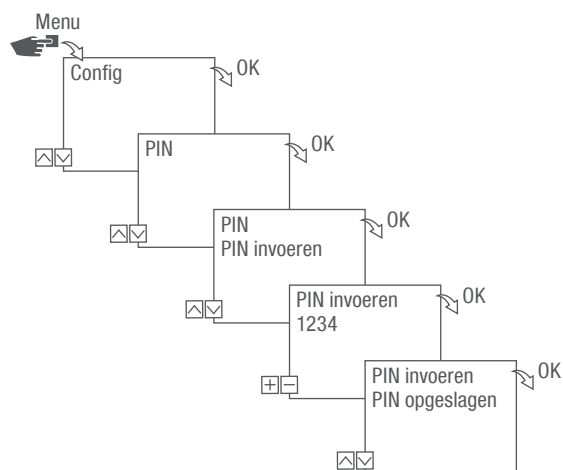 Menu
Config
OK
PIN
OK
PIN
PIN invoeren
OK
PIN invoeren
1234
OK
PIN invoeren
PIN opgeslagen
OK